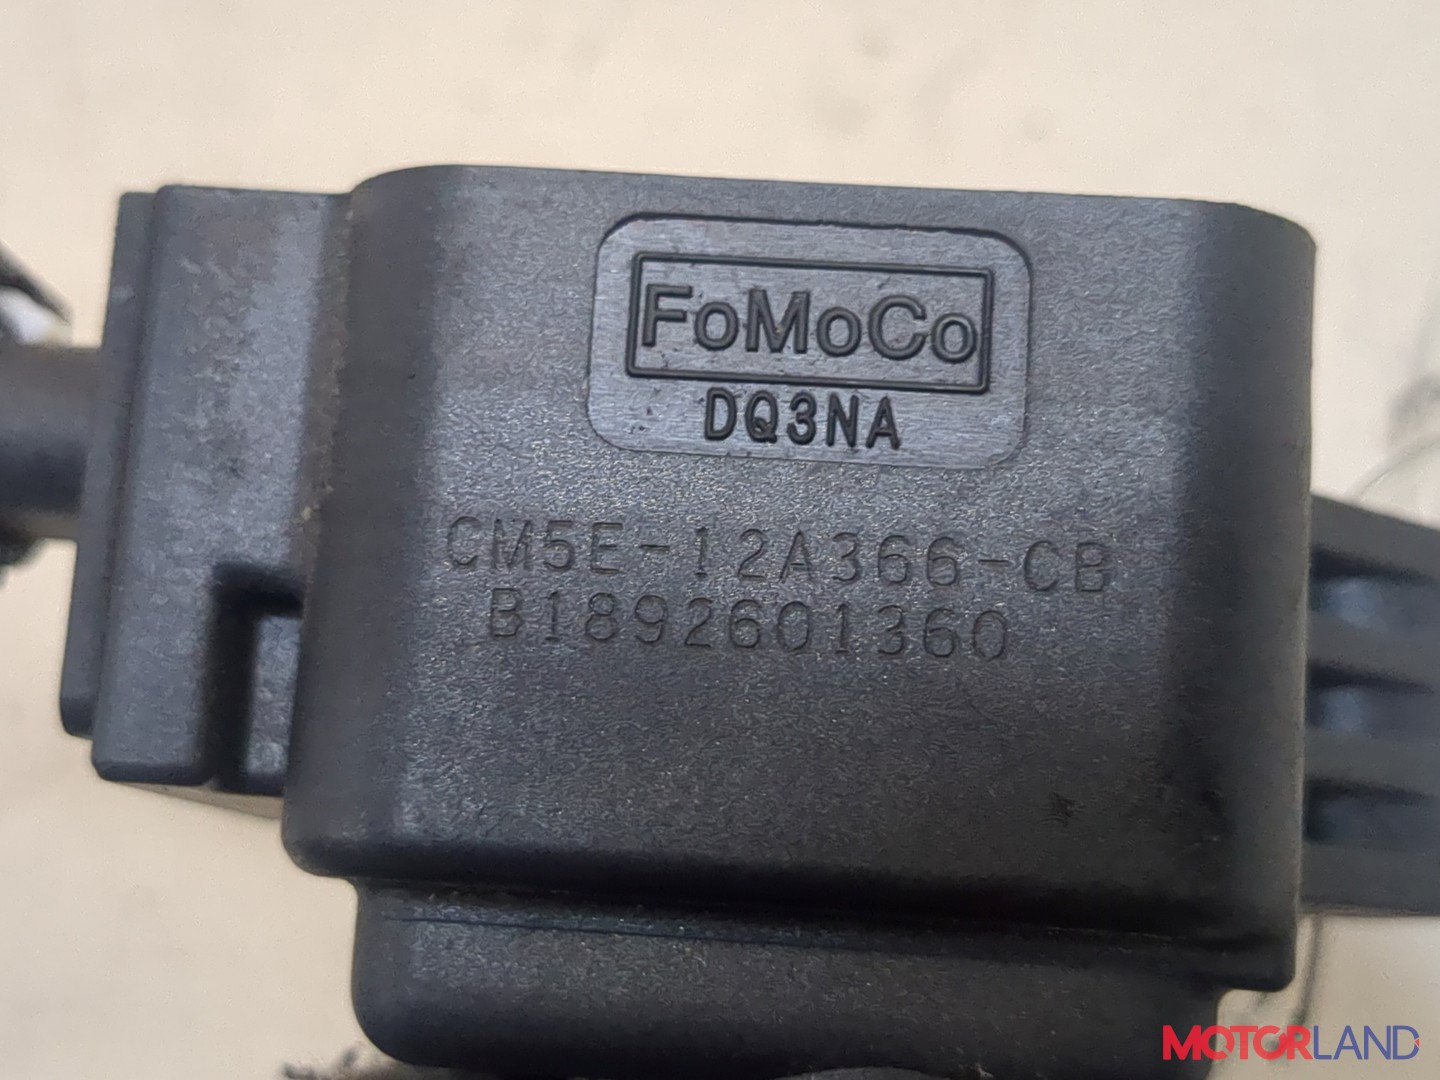 FoMoCo
DQ3NA
CM5E-12A366-CB
B1892601360
MOTORLAND